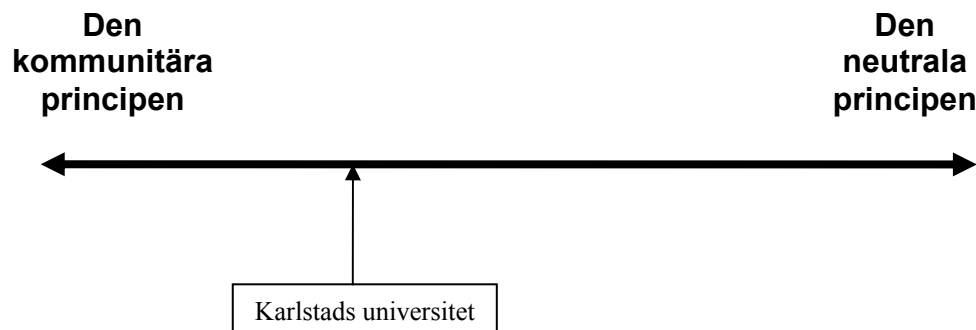 Den
kommunitära
principen
Den
neutrala
principen
Karlstads universitet